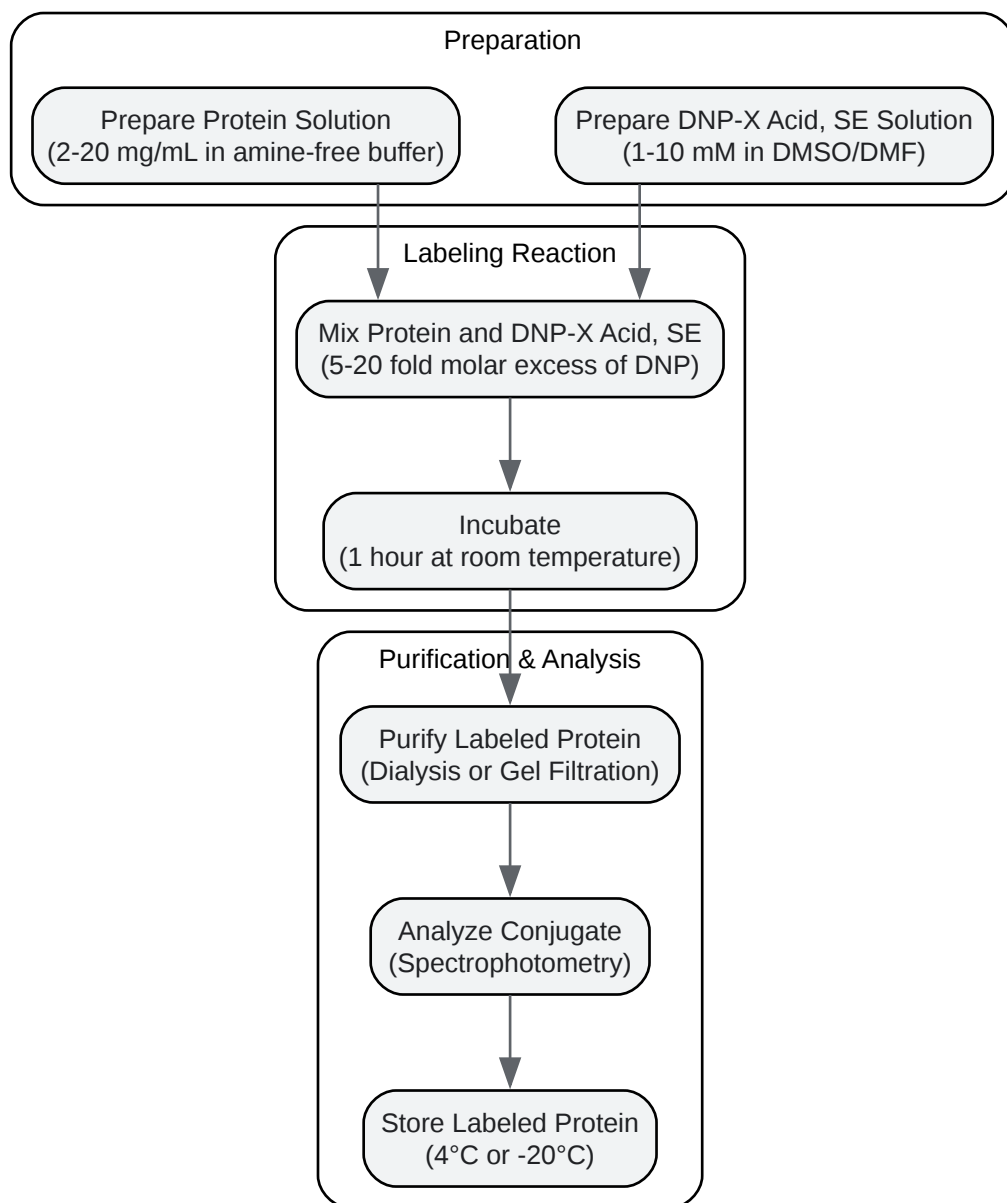 Preparation
Prepare Protein Solution
(2-20 mg/mL in amine-free buffer)
Prepare DNP-X Acid, SE Solution
(1-10 mM in DMSO/DMF)
Labeling Reaction
Mix Protein and DNP-X Acid, SE
(5-20 fold molar excess of DNP)
Incubate
(1 hour at room temperature)
Purification & Analysis
Purify Labeled Protein
(Dialysis or Gel Filtration)
Analyze Conjugate
(Spectrophotometry)
Store Labeled Protein
(4°C or -20°C)